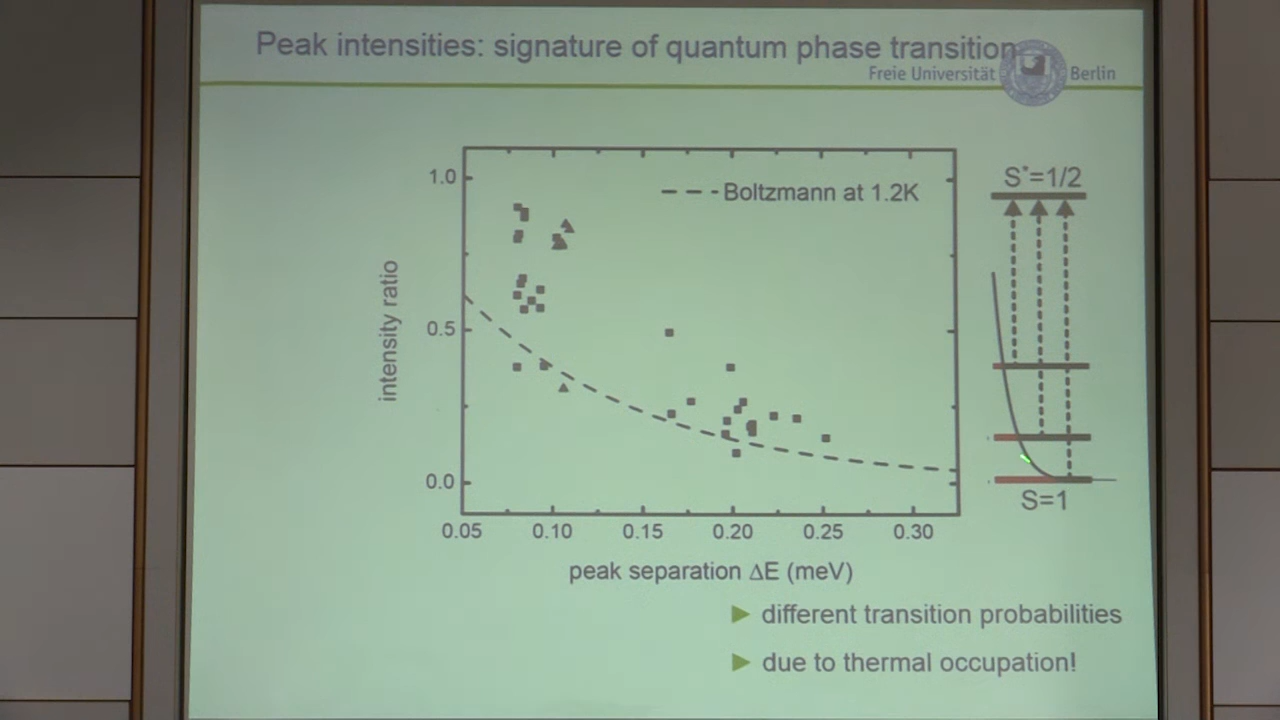 Peak intensities: signature of quantum phase transition
Freie Universität Berlin
1.0
0.5
0.0
intensity ratio
Boltzmann at 1.2K
0.05 0.10 0.15 0.20 0.25 0.30
peak separation ΔE (meV)
S*=1/2
S=1
different transition probabilities
due to thermal occupation!